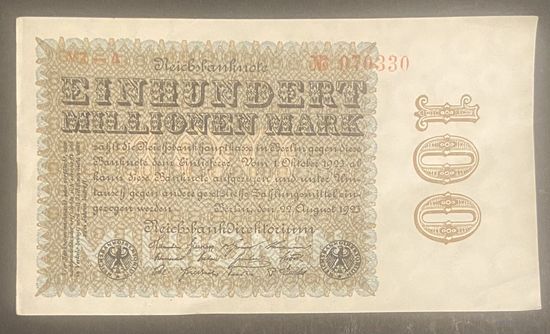 Reichsbanknote
№ 070330
EINHUNDERT
MILLIONEN MARK
zahlt die Reichsbankhauptkasse in Berlin gegen diese
Banknote dem Einlieferer. Vom 1. Oktober 1923 ab
kann diese Banknote aufgerufen und unter Um-
tausch gegen andere gesetzliche Zahlungsmittel ein-
gezogen werden
Berlin, den 22. August 1923
Reichsbankdirektorium
100